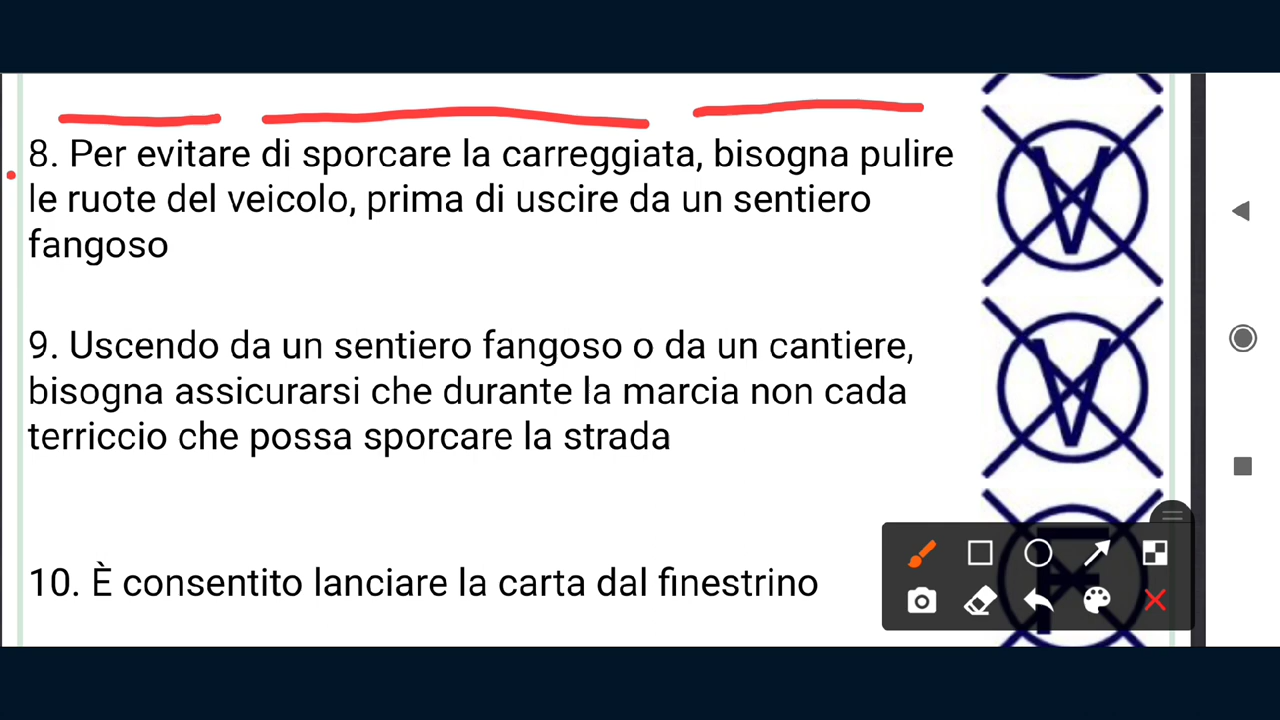 8. Per evitare di sporcare la carreggiata, bisogna pulire
le ruote del veicolo, prima di uscire da un sentiero
fangoso
V
9. Uscendo da un sentiero fangoso o da un cantiere,
bisogna assicurarsi che durante la marcia non cada
terriccio che possa sporcare la strada
V
10. È consentito lanciare la carta dal finestrino
F